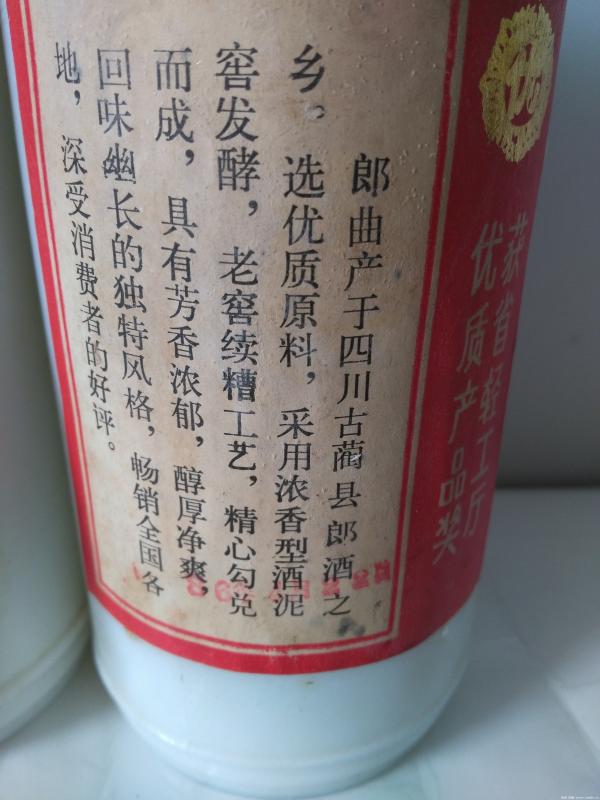 郎曲产于四川古蔺县郎酒之
乡。选优质原料，采用浓香型酒泥
窖发酵，老窖续糟工艺，精心勾兑
而成，具有芳香浓郁，醇厚净爽，
回味幽长的独特风格，畅销全国各
地，深受消费者的好评。
获省轻工厅
优质产品奖